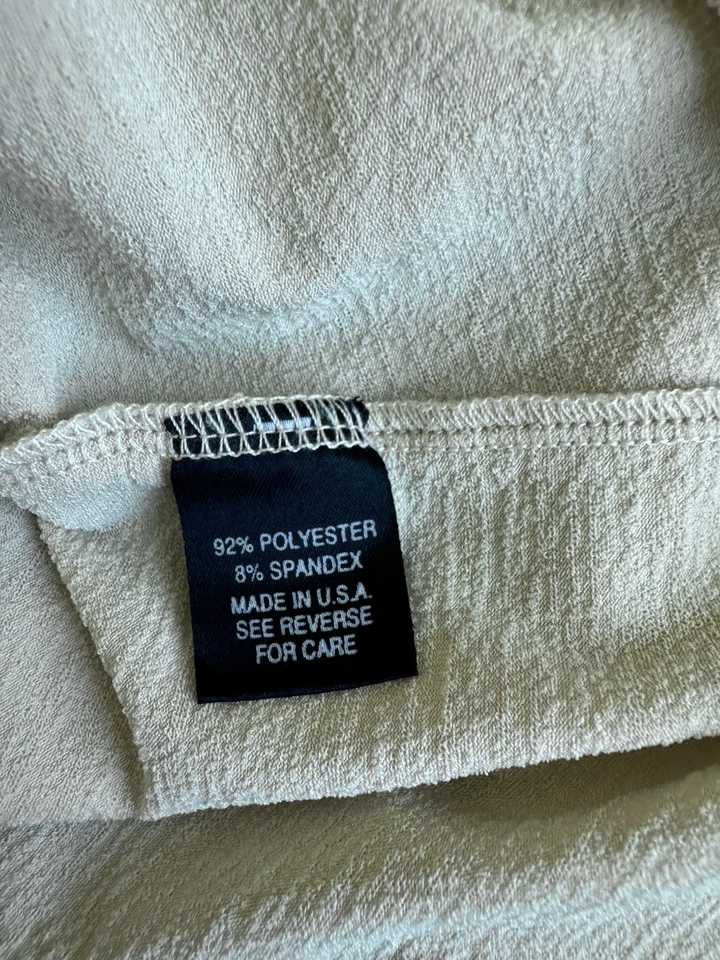 92% POLYESTER
8% SPANDEX
MADE IN U.S.A.
SEE REVERSE
FOR CARE